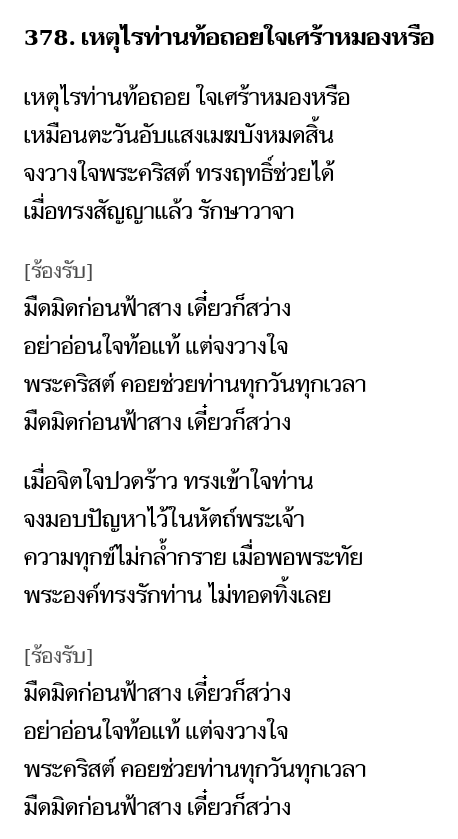 378. เหตุไรท่านท้อถอยใจเศร้าหมองหรือ
เหตุไรท่านท้อถอย ใจเศร้าหมองหรือ
เหมือนตะวันอับแสงเมฆบังหมดสิ้น
จงวางใจพระคริสต์ ทรงฤทธิ์ช่วยได้
เมื่อทรงสัญญาแล้ว รักษาวาจา
[ร้องรับ]
มืดมิดก่อนฟ้าสาง เดี๋ยวก็สว่าง
อย่าอ่อนใจท้อแท้ แต่จงวางใจ
พระคริสต์ คอยช่วยท่านทุกวันทุกเวลา
มืดมิดก่อนฟ้าสาง เดี๋ยวก็สว่าง
เมื่อจิตใจปวดร้าว ทรงเข้าใจท่าน
จงมอบปัญหาไว้ในหัตถ์พระเจ้า
ความทุกข์ไม่กล้ำกราย เมื่อพอพระทัย
พระองค์ทรงรักท่าน ไม่ทอดทิ้งเลย
[ร้องรับ]
มืดมิดก่อนฟ้าสาง เดี๋ยวก็สว่าง
อย่าอ่อนใจท้อแท้ แต่จงวางใจ
พระคริสต์ คอยช่วยท่านทุกวันทุกเวลา
มืดมิดก่อนฟ้าสาง เดี๋ยวก็สว่าง